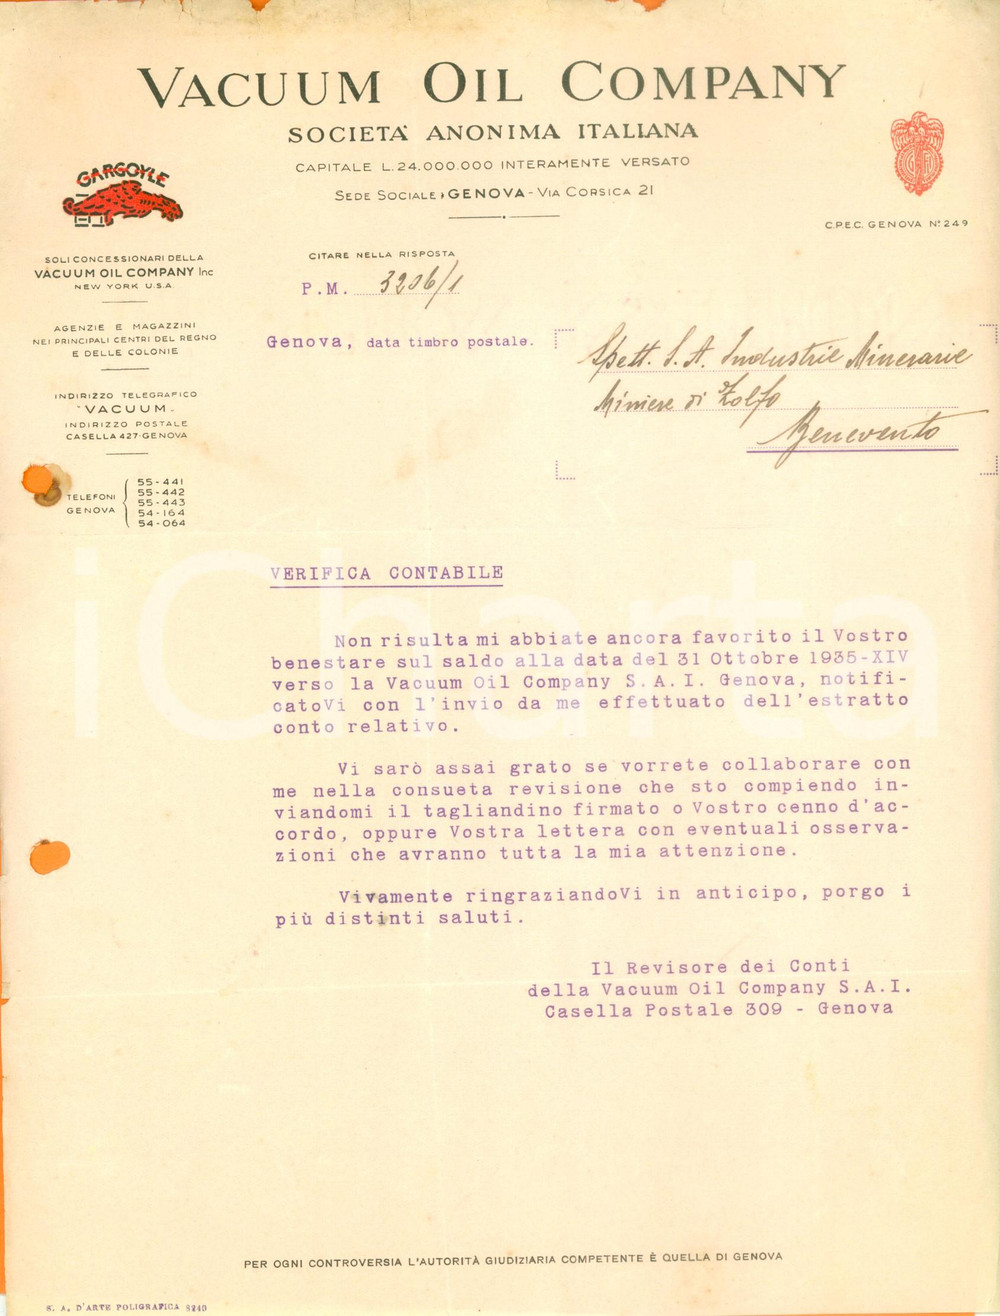 VACUUM OIL COMPANY
SOCIETÀ ANONIMA ITALIANA
CAPITALE L.24.000.000 INTERAMENTE VERSATO
SEDE SOCIALE GENOVA - VIA CORSICA 21
C.P.E.C. GENOVA Nº 249
GARGOYLE
SOLI CONCESSIONARI DELLA
VACUUM OIL COMPANY Inc
NEW YORK U.S.A.
AGENZIE E MAGAZZINI
NEI PRINCIPALI CENTRI DEL REGNO
E DELLE COLONIE
INDIRIZZO TELEGRAFICO
"VACUUM"
INDIRIZZO POSTALE
CASELLA 427-GENOVA
TELEFONI GENOVA
55-441
55-442
55-443
54-164
54-064
CITARE NELLA RISPOSTA
P.M. 3206/1
Genova, data timbro postale.
Spett. S. A. Industrie Minerarie
Miniere di Zolfo
Benevento
VERIFICA CONTABILE
Non risulta mi abbiate ancora favorito il Vostro
benestare sul saldo alla data del 31 Ottobre 1935-XIV
verso la Vacuum Oil Company S.A.I. Genova, notifi-
catoVi con l'invio da me effettuato dell'estratto
conto relativo.
Vi sarò assai grato se vorrete collaborare con
me nella consueta revisione che sto compiendo in-
viandomi il tagliandino firmato o Vostro cenno d'ac-
cordo, oppure Vostra lettera con eventuali osserva-
zioni che avranno tutta la mia attenzione.
Vivamente ringraziandoVi in anticipo, porgo i
più distinti saluti.
Il Revisore dei Conti
della Vacuum Oil Company S.A.I.
Casella Postale 309 - Genova
PER OGNI CONTROVERSIA L'AUTORITÀ GIUDIZIARIA COMPETENTE È QUELLA DI GENOVA
S. A. D'ARTE POLIGRAFICA 8240
iCharta